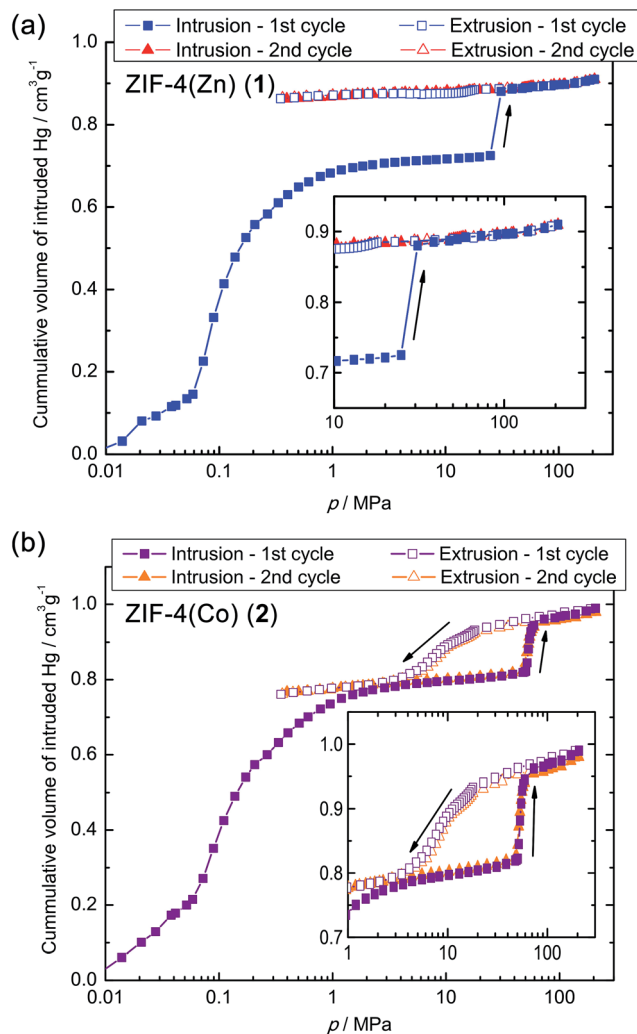 (a)
Intrusion - 1st cycle
Extrusion - 1st cycle
Intrusion - 2nd cycle
Extrusion - 2nd cycle
ZIF-4(Zn) (1)
Cummulative volume of intruded Hg / cm³g⁻¹
1.0
0.8
0.6
0.4
0.2
0.0
0.9
0.8
0.7
10
100
0.01
0.1
1
10
100
p / MPa
(b)
Intrusion - 1st cycle
Extrusion - 1st cycle
Intrusion - 2nd cycle
Extrusion - 2nd cycle
ZIF-4(Co) (2)
Cummulative volume of intruded Hg / cm³g⁻¹
1.0
0.8
0.6
0.4
0.2
0.0
1.0
0.9
0.8
0.7
1
10
100
0.01
0.1
1
10
100
p / MPa